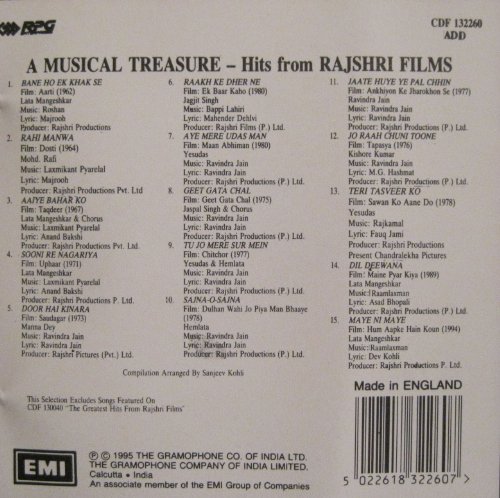 RPG
CDF 132260
ADD
A MUSICAL TREASURE – Hits from RAJSHRI FILMS
1. BANE HO EK KHAK SE
Film: Aarti (1962)
Lata Mangeshkar
Music: Roshan
Lyric: Majrooh
Producer: Rajshri Productions
2. RAHI MANWA
Film: Dosti (1964)
Mohd. Rafi
Music: Laxmikant Pyarelal
Lyric: Majrooh
Producer: Rajshri Productions Pvt. Ltd
3. AAIYE BAHAR KO
Film: Taqdeer (1967)
Lata Mangeshkar & Chorus
Music: Laxmikant Pyarelal
Lyric: Anand Bakshi
Producer: Rajshri Productions Pvt. Ltd.
4. SOONI RE NAGARIYA
Film: Uphaar (1971)
Lata Mangeshkar
Music: Laxmikant Pyarelal
Lyric: Anand Bakshi
Producer: Rajshri Productions P. Ltd.
5. DOOR HAI KINARA
Film: Saudagar (1973)
Manna Dey
Music: Ravindra Jain
Lyric: Ravindra Jain
Producer: Rajshri Pictures (Pvt.) Ltd.
6. RAAKH KE DHER NE
Film: Ek Baar Kaho (1980)
Jagjit Singh
Music: Bappi Lahiri
Lyric: Mahender Dehlvi
Producer: Rajshri Films (P.) Ltd.
7. AYE MERE UDAS MAN
Film: Maan Abhiman (1980)
Yesudas
Music: Ravindra Jain
Lyric: Ravindra Jain
Producer: Rajshri Productions (P.) Ltd.
8. GEET GATA CHAL
Film: Geet Gata Chal (1975)
Jaspal Singh & Chorus
Music: Ravindra Jain
Lyric: Ravindra Jain
Producer: Rajshri Productions (P.) Ltd.
9. TU JO MERE SUR MEIN
Film: Chitchor (1977)
Yesudas & Hemlata
Music: Ravindra Jain
Lyric: Ravindra Jain
Producer: Rajshri Productions (P.) Ltd.
10. SAJNA-O-SAJNA
Film: Dulhan Wahi Jo Piya Man Bhaaye
(1978)
Hemlata
Music: Ravindra Jain
Lyric: Ravindra Jain
Producer: Rajshri Productions (P.) Ltd.
11. JAATE HUYE YE PAL CHHIN
Film: Ankhiyon Ke Jharokhon Se (1977)
Ravindra Jain
Music: Ravindra Jain
Lyric: Ravindra Jain
Producer: Rajshri Productions (P.) Ltd.
12. JO RAAH CHUNI TOONE
Film: Tapasya (1976)
Kishore Kumar
Music: Ravindra Jain
Lyric: M.G. Hashmat
Producer: Rajshri Productions (P.) Ltd.
13. TERI TASVEER KO
Film: Sawan Ko Aane Do (1978)
Yesudas
Music: Rajkamal
Lyric: Fauq Jami
Producer: Rajshri Productions
Present Chandralekha Pictures
14. DIL DEEWANA
Film: Maine Pyar Kiya (1989)
Lata Mangeshkar
Music: Raamlaxman
Lyric: Asad Bhopali
Producer: Rajshri Productions (P.) Ltd.
15. MAYE NI MAYE
Film: Hum Aapke Hain Koun (1994)
Lata Mangeshkar
Music: Raamlaxman
Lyric: Dev Kohli
Producer: Rajshri Productions P. Ltd.
Compilation Arranged By Sanjeev Kohli
This Selection Excludes Songs Featured On
CDF 130040 "The Greatest Hits From Rajshri Films"
Made in ENGLAND
EMI
℗ © 1995 THE GRAMOPHONE CO. OF INDIA LTD.
THE GRAMOPHONE COMPANY OF INDIA LIMITED,
Calcutta - India
An associate member of the EMI Group of Companies
5 022618 322607 >